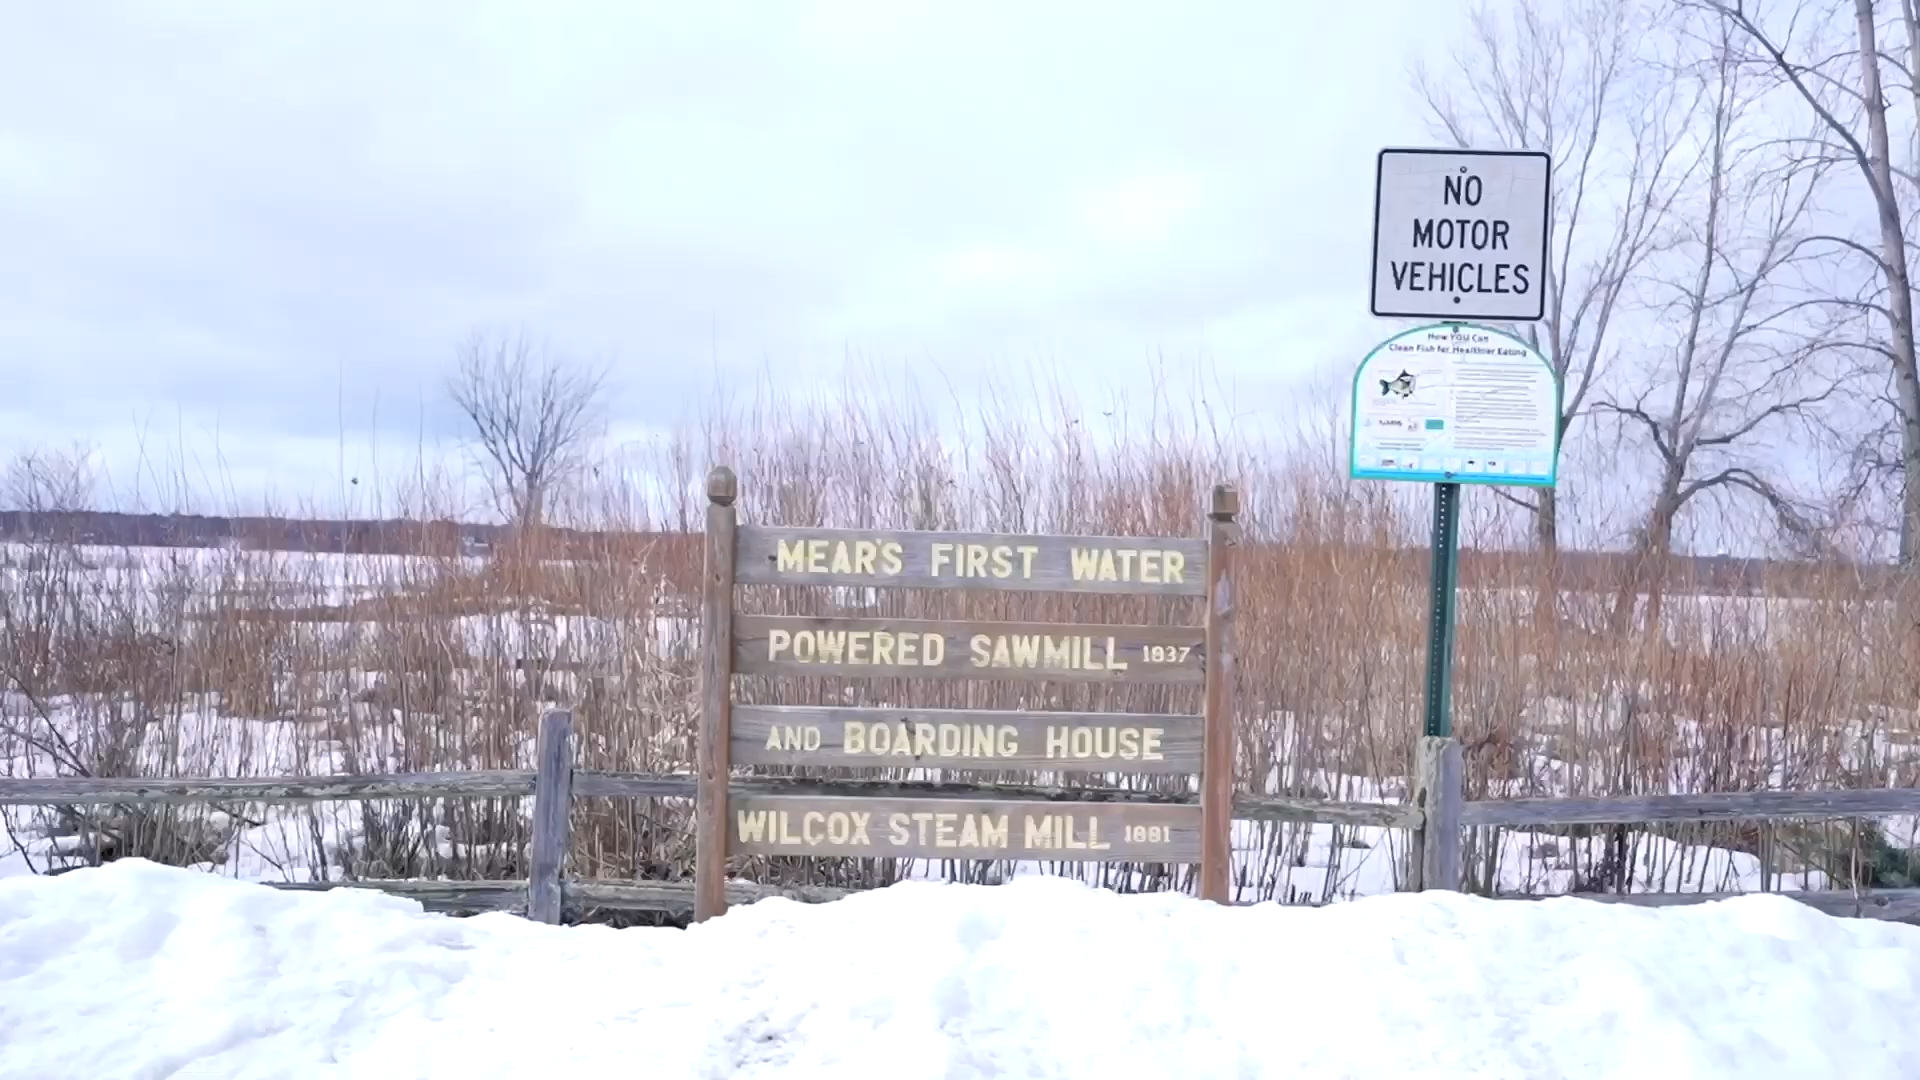 NO
MOTOR
VEHICLES
How YOU Can
Clean Fish for Healthier Eating
MEAR'S FIRST WATER
POWERED SAWMILL 1837
AND BOARDING HOUSE
WILCOX STEAM MILL 1881